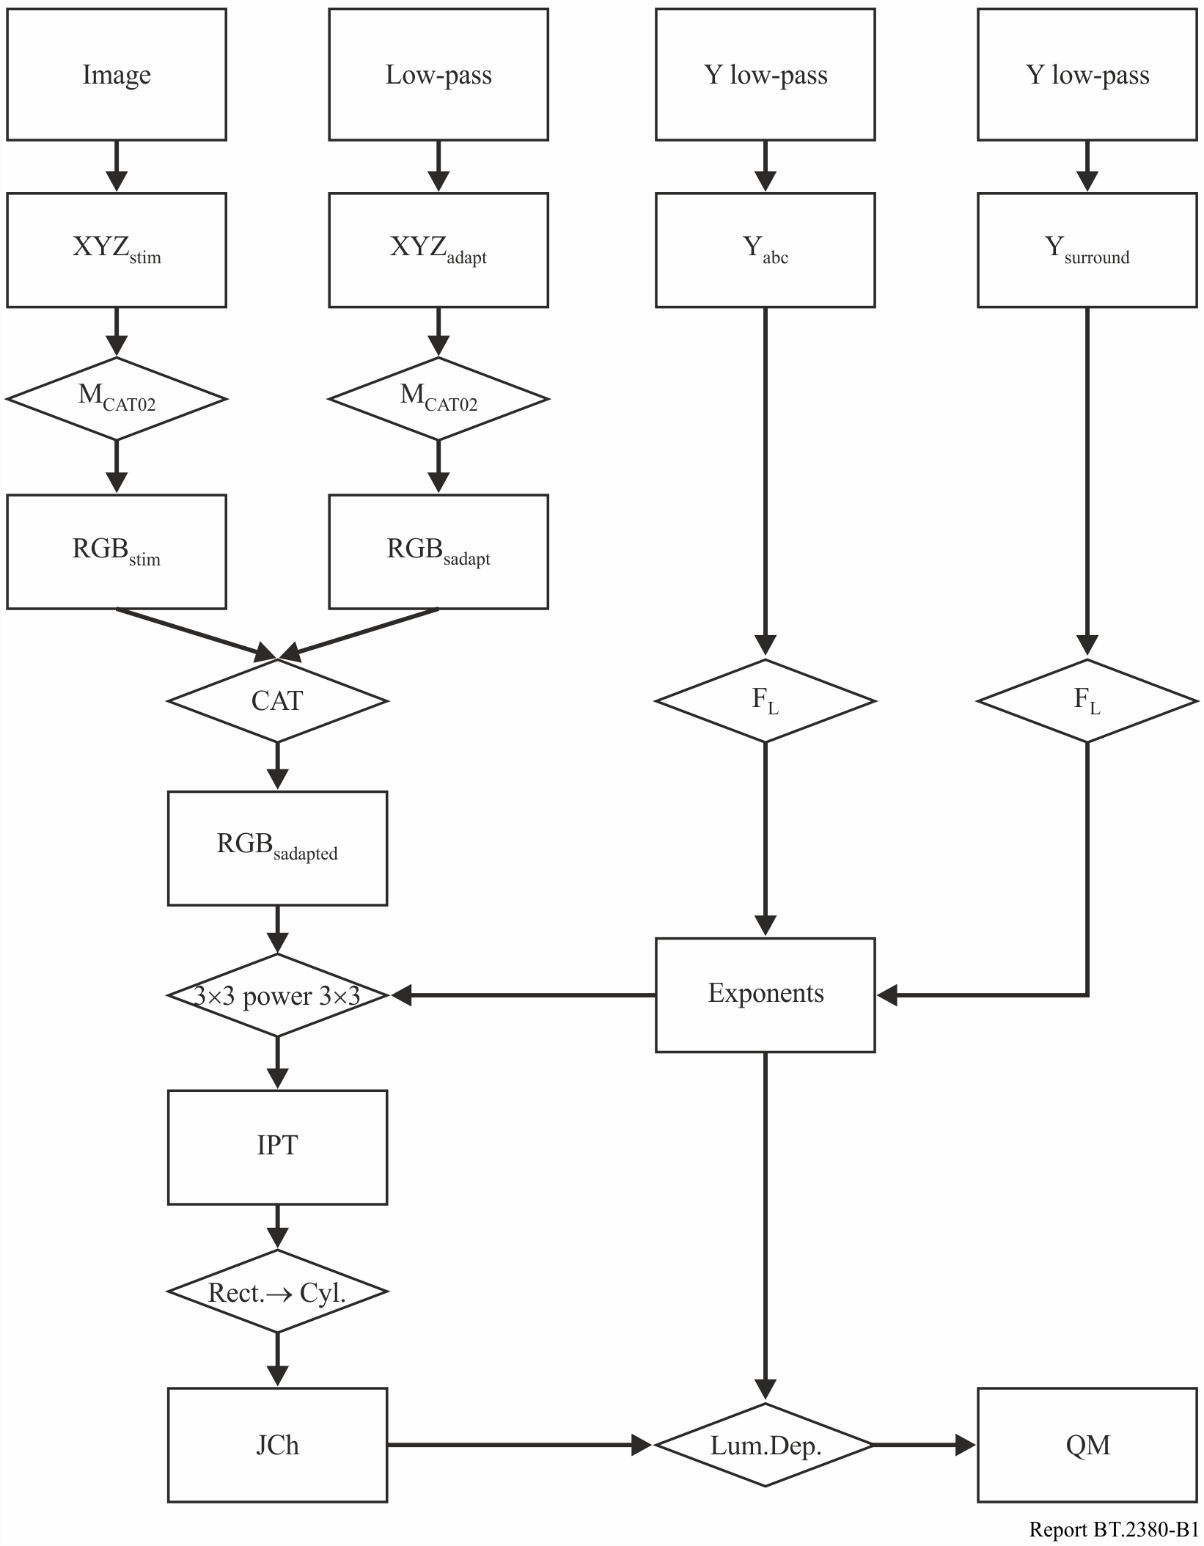 Image
Low-pass
Y low-pass
Y low-pass
XYZstim
XYZadapt
Yabc
Ysurround
MCAT02
MCAT02
RGBstim
RGBsadapt
CAT
FL
FL
RGBsadapted
3×3 power 3×3
Exponents
IPT
Rect.→ Cyl.
JCh
Lum.Dep.
QM
Report BT.2380-B1